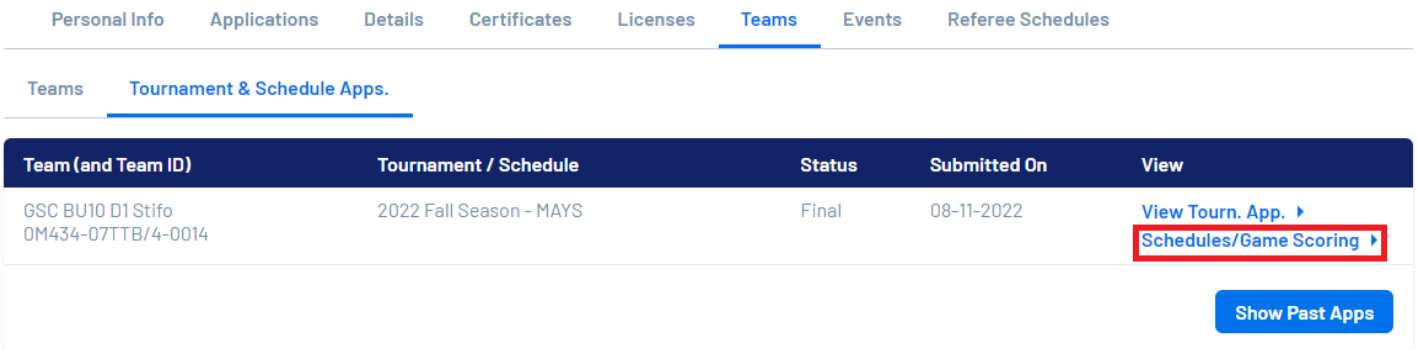 Personal Info Applications Details Certificates Licenses Teams Events Referee Schedules
Teams Tournament & Schedule Apps.
Team (and Team ID) Tournament / Schedule Status Submitted On View
GSC BU10 D1 Stifo 2022 Fall Season - MAYS Final 08-11-2022 View Tourn. App.
0M434-07TTB/4-0014 Schedules/Game Scoring
Show Past Apps